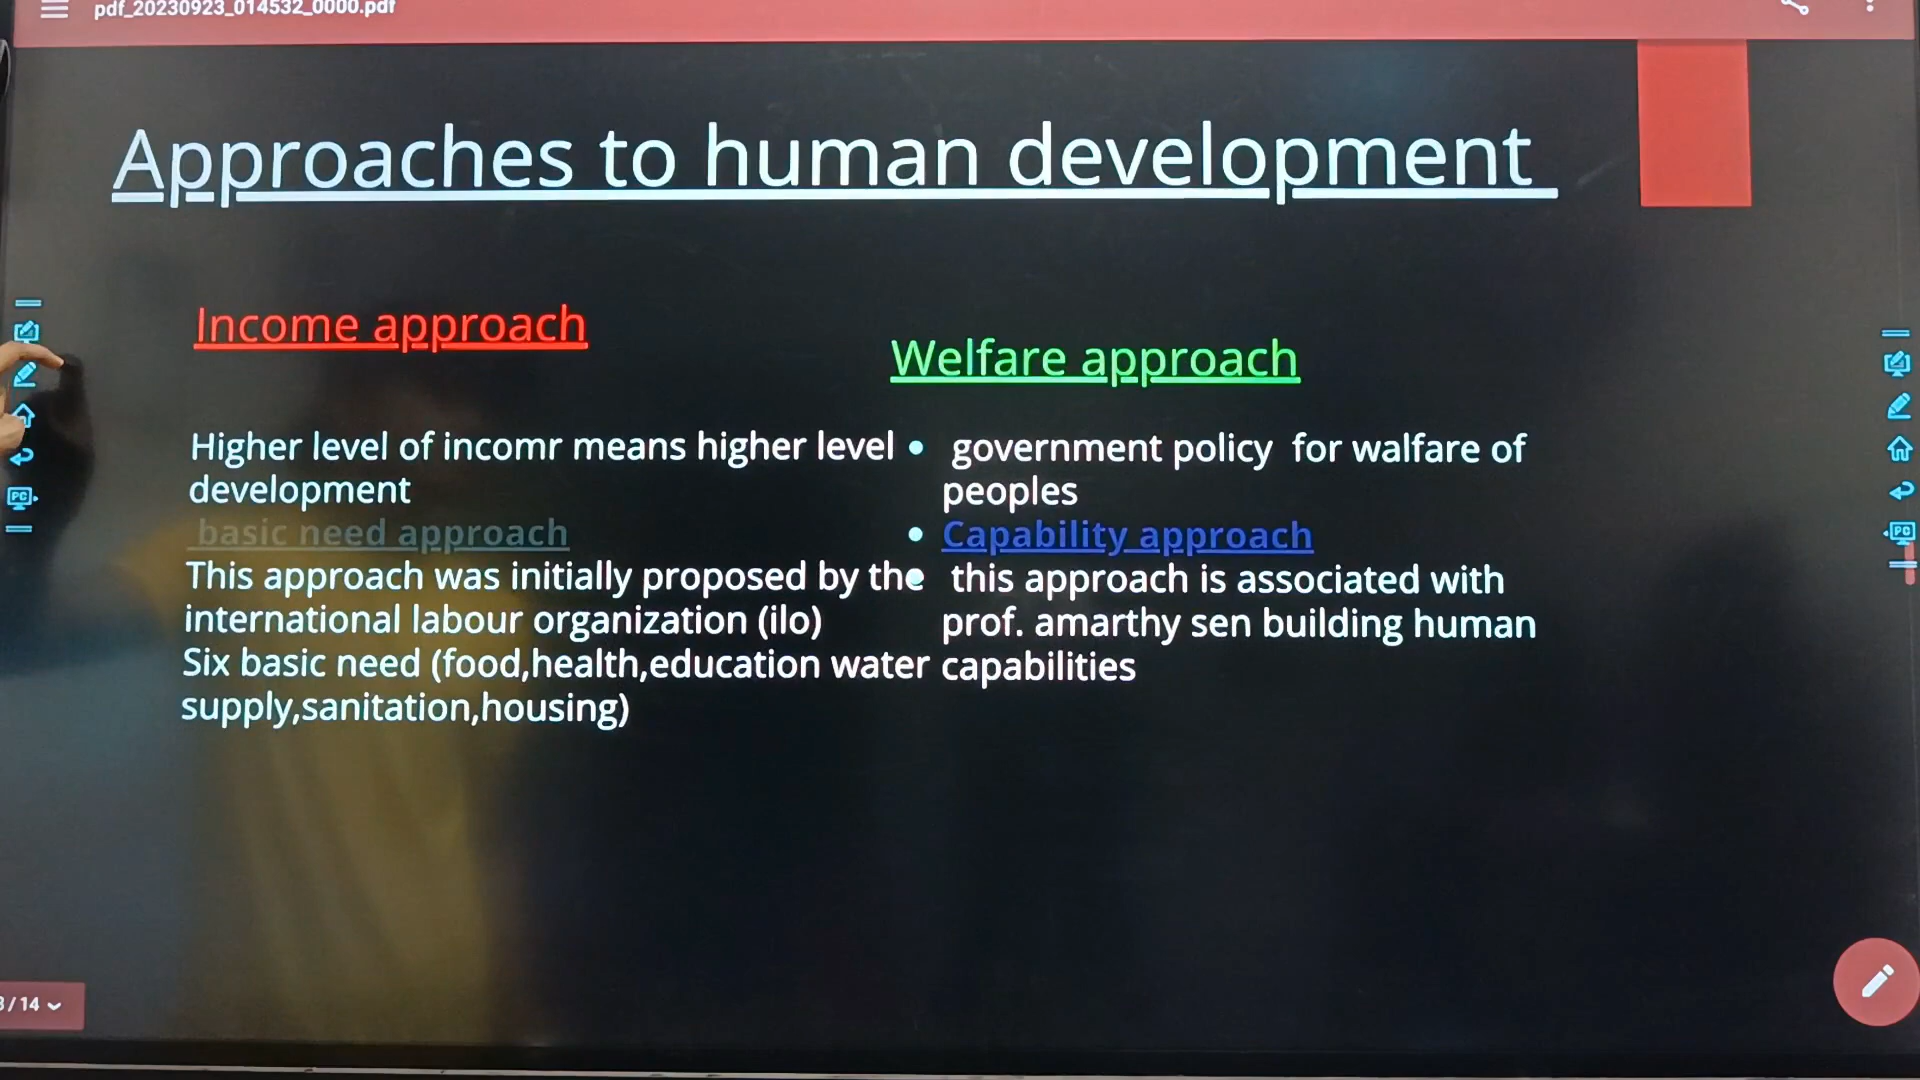 pdf_20230923_014532_0000.pdf
Approaches to human development
Income approach
Higher level of incomr means higher level
development
basic need approach
This approach was initially proposed by the
international labour organization (ilo)
Six basic need (food,health,education water
supply,sanitation,housing)
Welfare approach
• government policy for walfare of
peoples
• Capability approach
• this approach is associated with
prof. amarthy sen building human
capabilities
PC
PC
/ 14